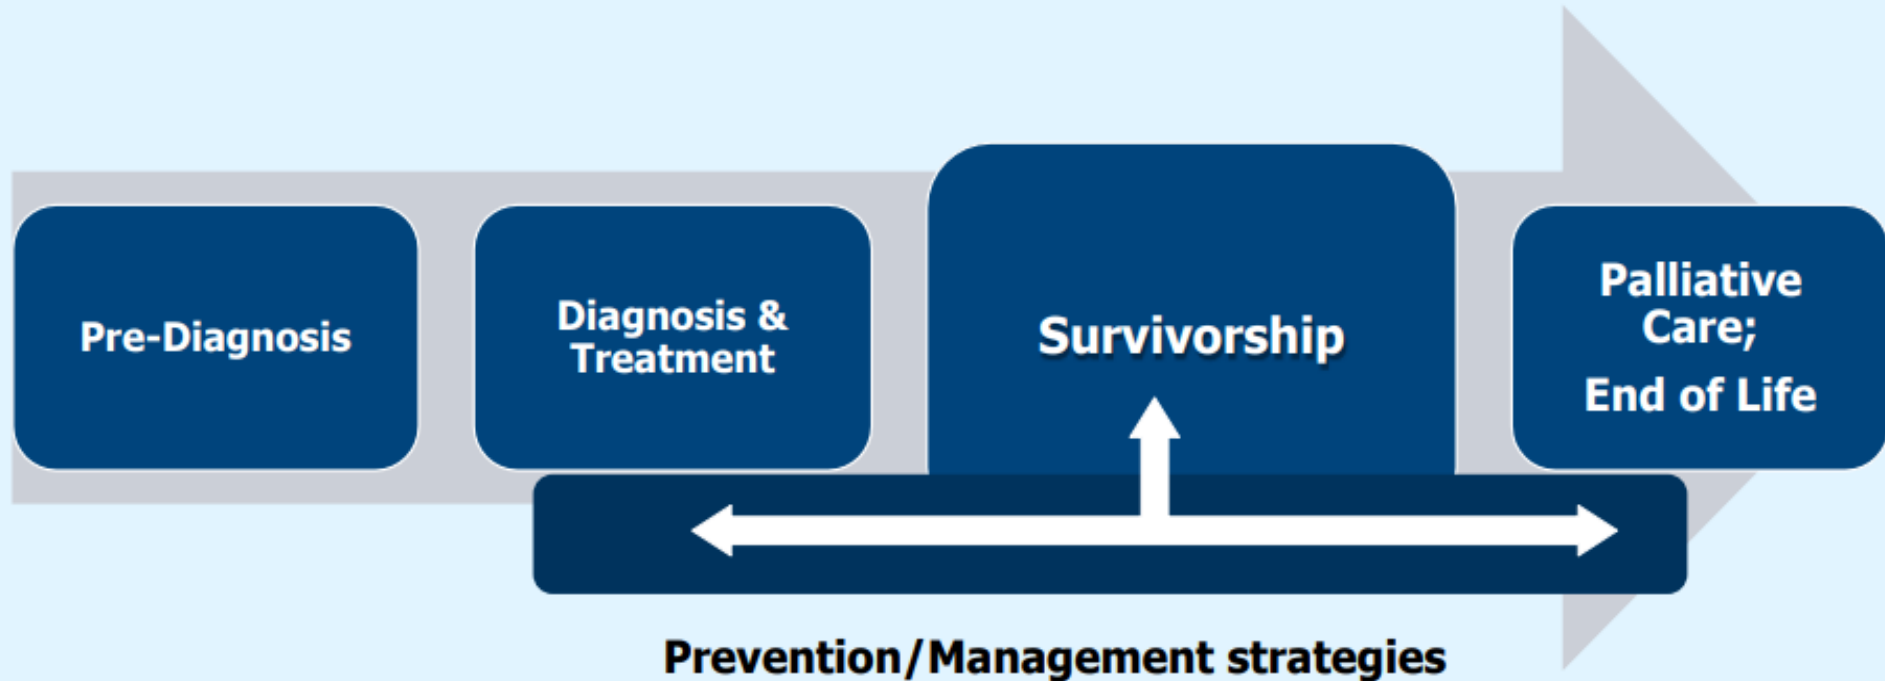 Pre-Diagnosis
Diagnosis &
Treatment
Survivorship
Palliative
Care;
End of Life
Prevention/Management strategies